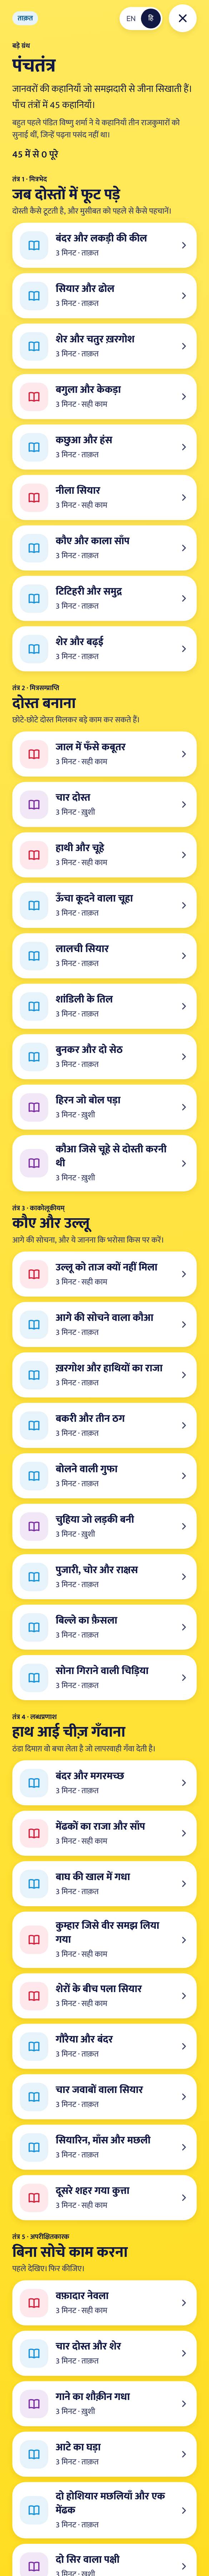 ताक़त
EN
हिं
बड़े ग्रंथ
पंचतंत्र
जानवरों की कहानियाँ जो समझदारी से जीना सिखाती हैं।
पाँच तंत्रों में 45 कहानियाँ।
बहुत पहले पंडित विष्णु शर्मा ने ये कहानियाँ तीन राजकुमारों को
सुनाई थीं, जिन्हें पढ़ना पसंद नहीं था।
45 में से 0 पूरे
तंत्र 1 · मित्रभेद
जब दोस्तों में फूट पड़े
दोस्ती कैसे टूटती है, और मुसीबत को पहले से कैसे पहचानें।
बंदर और लकड़ी की कील
3 मिनट · ताक़त
सियार और ढोल
3 मिनट · ताक़त
शेर और चतुर ख़रगोश
3 मिनट · ताक़त
बगुला और केकड़ा
3 मिनट · सही काम
कछुआ और हंस
3 मिनट · ताक़त
नीला सियार
3 मिनट · सही काम
कौए और काला साँप
3 मिनट · ताक़त
टिटिहरी और समुद्र
3 मिनट · ताक़त
शेर और बढ़ई
3 मिनट · ताक़त
तंत्र 2 · मित्रसम्प्राप्ति
दोस्त बनाना
छोटे-छोटे दोस्त मिलकर बड़े काम कर सकते हैं।
जाल में फँसे कबूतर
3 मिनट · सही काम
चार दोस्त
3 मिनट · ख़ुशी
हाथी और चूहे
3 मिनट · सही काम
ऊँचा कूदने वाला चूहा
3 मिनट · ताक़त
लालची सियार
3 मिनट · ताक़त
शांडिली के तिल
3 मिनट · ताक़त
बुनकर और दो सेठ
3 मिनट · ताक़त
हिरन जो बोल पड़ा
3 मिनट · ख़ुशी
कौआ जिसे चूहे से दोस्ती करनी
थी
3 मिनट · ख़ुशी
तंत्र 3 · काकोलूकीयम्
कौए और उल्लू
आगे की सोचना, और ये जानना कि भरोसा किस पर करें।
उल्लू को ताज क्यों नहीं मिला
3 मिनट · सही काम
आगे की सोचने वाला कौआ
3 मिनट · ताक़त
ख़रगोश और हाथियों का राजा
3 मिनट · ताक़त
बकरी और तीन ठग
3 मिनट · ताक़त
बोलने वाली गुफा
3 मिनट · ताक़त
चुहिया जो लड़की बनी
3 मिनट · ख़ुशी
पुजारी, चोर और राक्षस
3 मिनट · ताक़त
बिल्ले का फ़ैसला
3 मिनट · ताक़त
सोना गिराने वाली चिड़िया
3 मिनट · ताक़त
तंत्र 4 · लब्धप्रणाश
हाथ आई चीज़ गँवाना
ठंडा दिमाग़ वो बचा लेता है जो लापरवाही गँवा देती है।
बंदर और मगरमच्छ
3 मिनट · ताक़त
मेंढकों का राजा और साँप
3 मिनट · सही काम
बाघ की खाल में गधा
3 मिनट · ताक़त
कुम्हार जिसे वीर समझ लिया
गया
3 मिनट · सही काम
शेरों के बीच पला सियार
3 मिनट · सही काम
गौरैया और बंदर
3 मिनट · ताक़त
चार जवाबों वाला सियार
3 मिनट · ताक़त
सियारिन, माँस और मछली
3 मिनट · ताक़त
दूसरे शहर गया कुत्ता
3 मिनट · सही काम
तंत्र 5 · अपरीक्षितकारक
बिना सोचे काम करना
पहले देखिए। फिर कीजिए।
वफ़ादार नेवला
3 मिनट · सही काम
चार दोस्त और शेर
3 मिनट · ताक़त
गाने का शौक़ीन गधा
3 मिनट · ख़ुशी
आटे का घड़ा
3 मिनट · ताक़त
दो होशियार मछलियाँ और एक
मेंढक
3 मिनट · ताक़त
दो सिर वाला पक्षी
3 मिनट · ख़ुशी